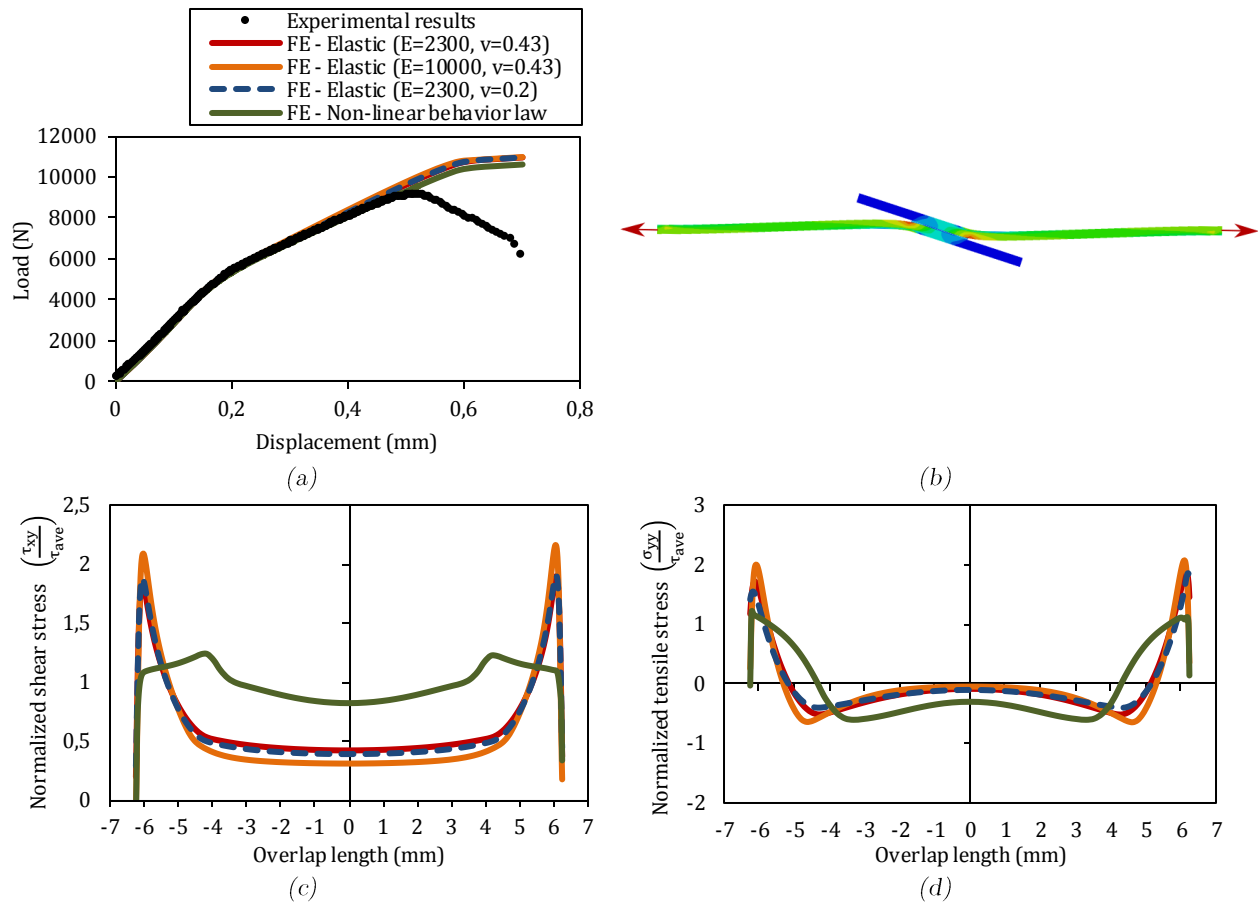 Experimental results
FE - Elastic (E=2300, v=0.43)
FE - Elastic (E=10000, v=0.43)
FE - Elastic (E=2300, v=0.2)
FE - Non-linear behavior law
12000
10000
8000
6000
4000
2000
0
Load (N)
0 0,2 0,4 0,6 0,8
Displacement (mm)
(a)
(b)
2,5
2
1,5
1
0,5
0
Normalized shear stress (τxy/τave)
-7 -6 -5 -4 -3 -2 -1 0 1 2 3 4 5 6 7
Overlap length (mm)
(c)
3
2
1
0
-1
-2
Normalized tensile stress (σyy/τave)
-7 -6 -5 -4 -3 -2 -1 0 1 2 3 4 5 6 7
Overlap length (mm)
(d)